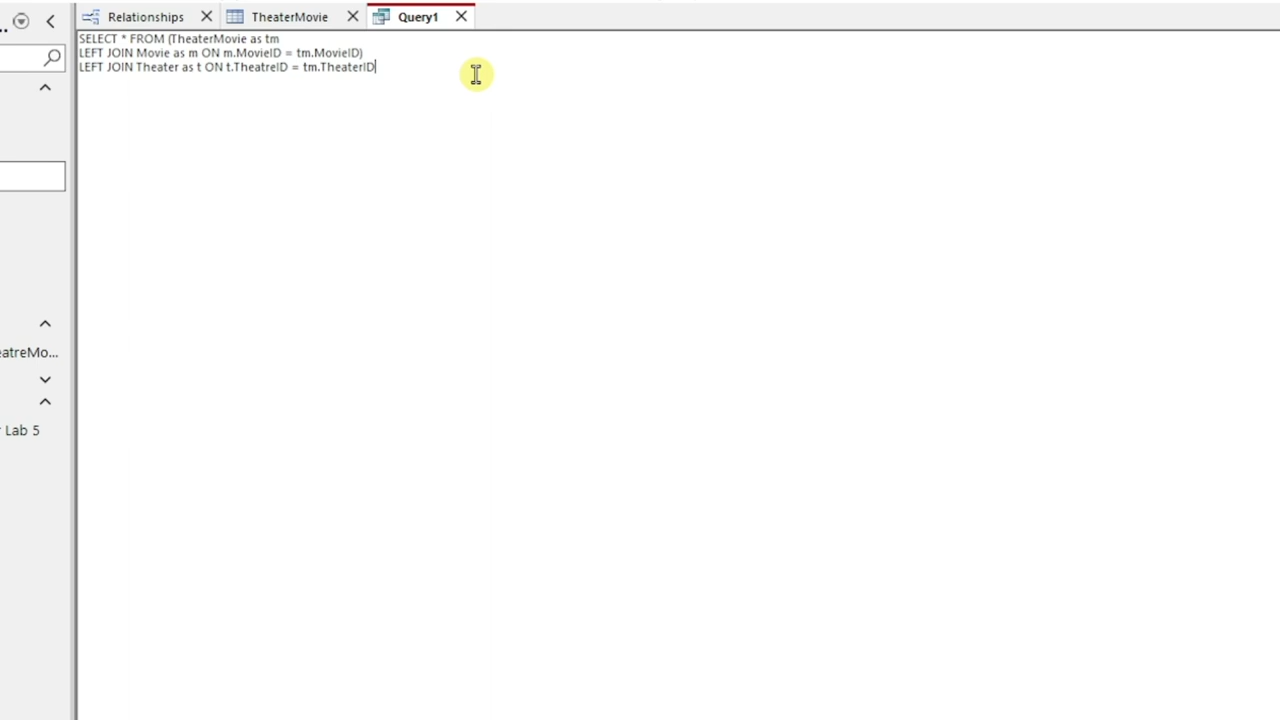 Relationships
TheaterMovie
Query1
SELECT * FROM (TheaterMovie as tm
LEFT JOIN Movie as m ON m.MovieID = tm.MovieID)
LEFT JOIN Theater as t ON t.TheatreID = tm.TheaterID
eatreMo...
Lab 5